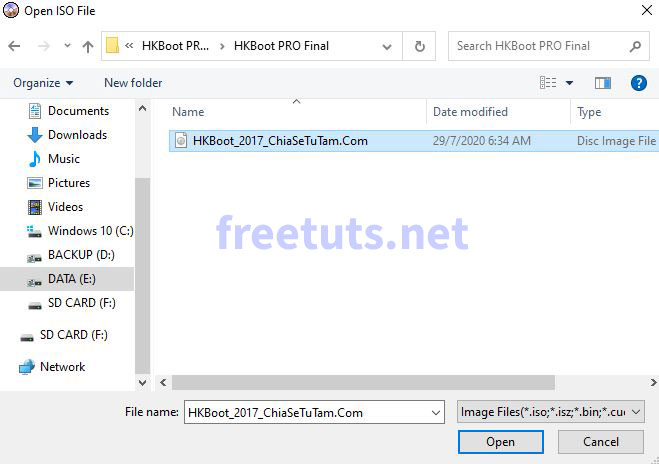 Open ISO File
« HKBoot PR... > HKBoot PRO Final
Search HKBoot PRO Final
Organize
New folder
Name
Date modified
Type
Documents
Downloads
Music
Pictures
Videos
Windows 10 (C:)
BACKUP (D:)
DATA (E:)
SD CARD (F:)
SD CARD (F:)
Network
HKBoot_2017_ChiaSeTuTam.Com 29/7/2020 6:34 AM Disc Image File
freetuts.net
File name: HKBoot_2017_ChiaSeTuTam.Com
Image Files(*.iso;*.isz;*.bin;*.cue
Open
Cancel